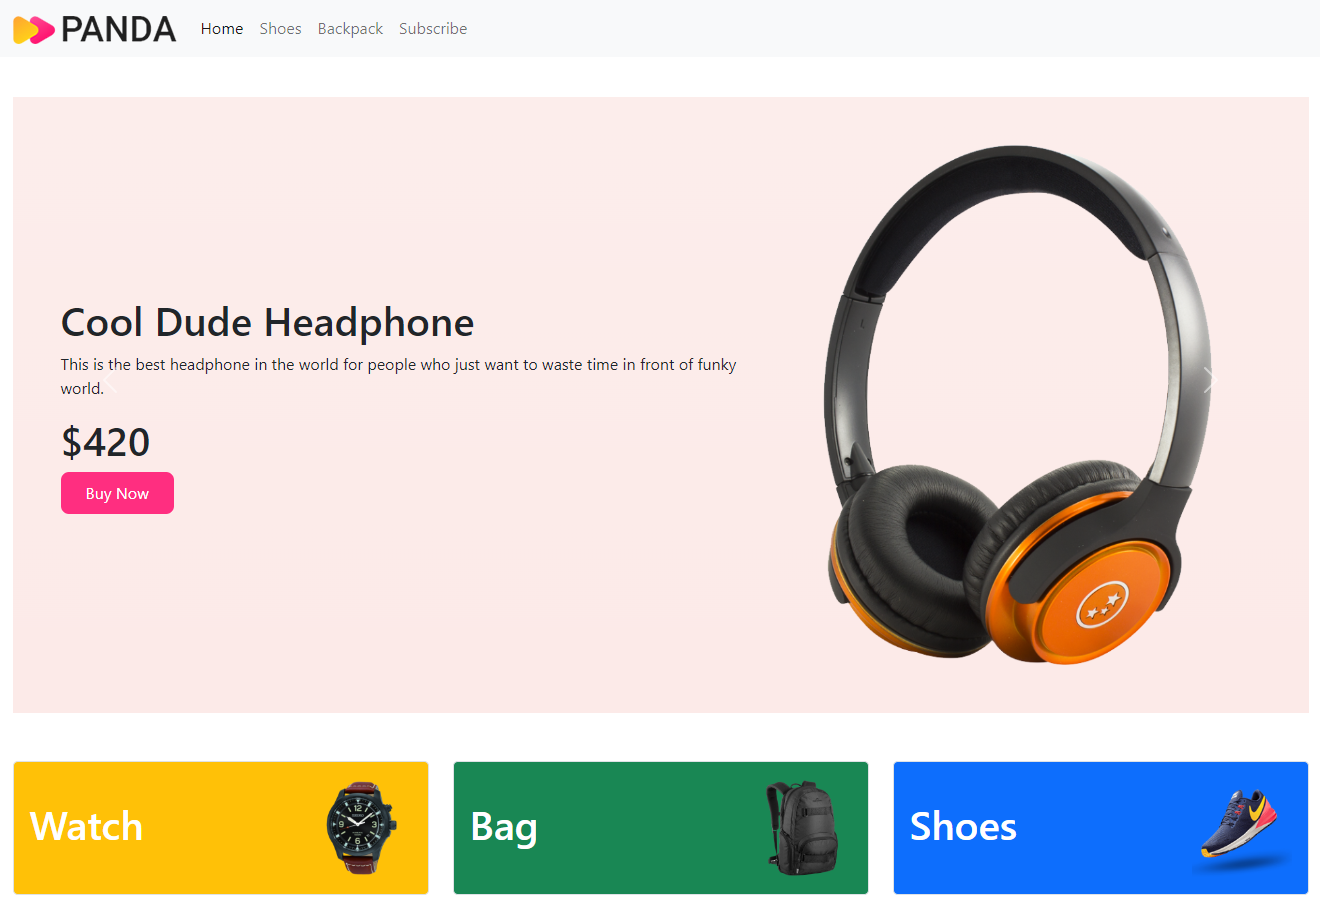 PANDA
Home Shoes Backpack Subscribe
Cool Dude Headphone
This is the best headphone in the world for people who just want to waste time in front of funky
world.
$420
Buy Now
Watch
Bag
Shoes